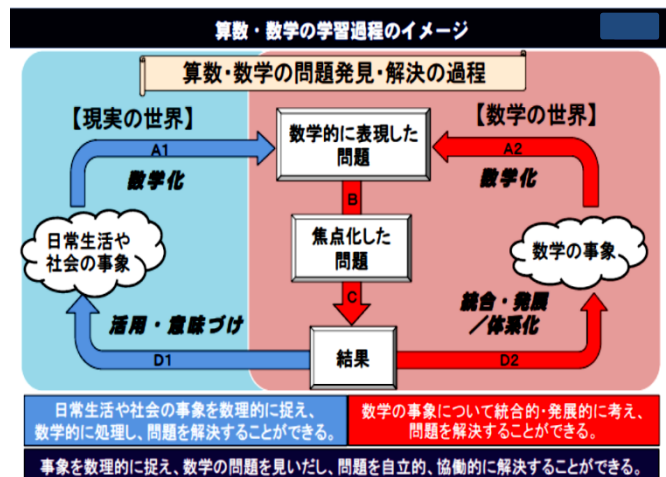 算数・数学の学習過程のイメージ
算数・数学の問題発見・解決の過程
【現実の世界】
【数学の世界】
数学的に表現した
問題
A1
A2
数学化
数学化
B
日常生活や
社会の事象
焦点化した
問題
数学の事象
C
活用・意味づけ
統合・発展
/体系化
結果
D1
D2
日常生活や社会の事象を数理的に捉え、
数学的に処理し、問題を解決することができる。
数学の事象について統合的・発展的に考え、
問題を解決することができる。
事象を数理的に捉え、数学の問題を見いだし、問題を自立的、協働的に解決することができる。